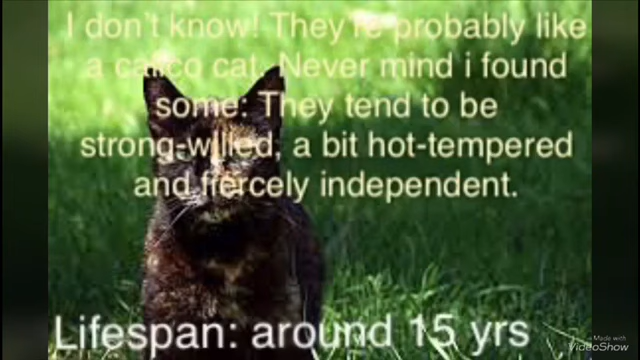 I don't know! They're probably like
a calico cat. Never mind i found
some: They tend to be
strong-willed, a bit hot-tempered
and fiercely independent.
Lifespan: around 15 yrs
Made with
VideoShow